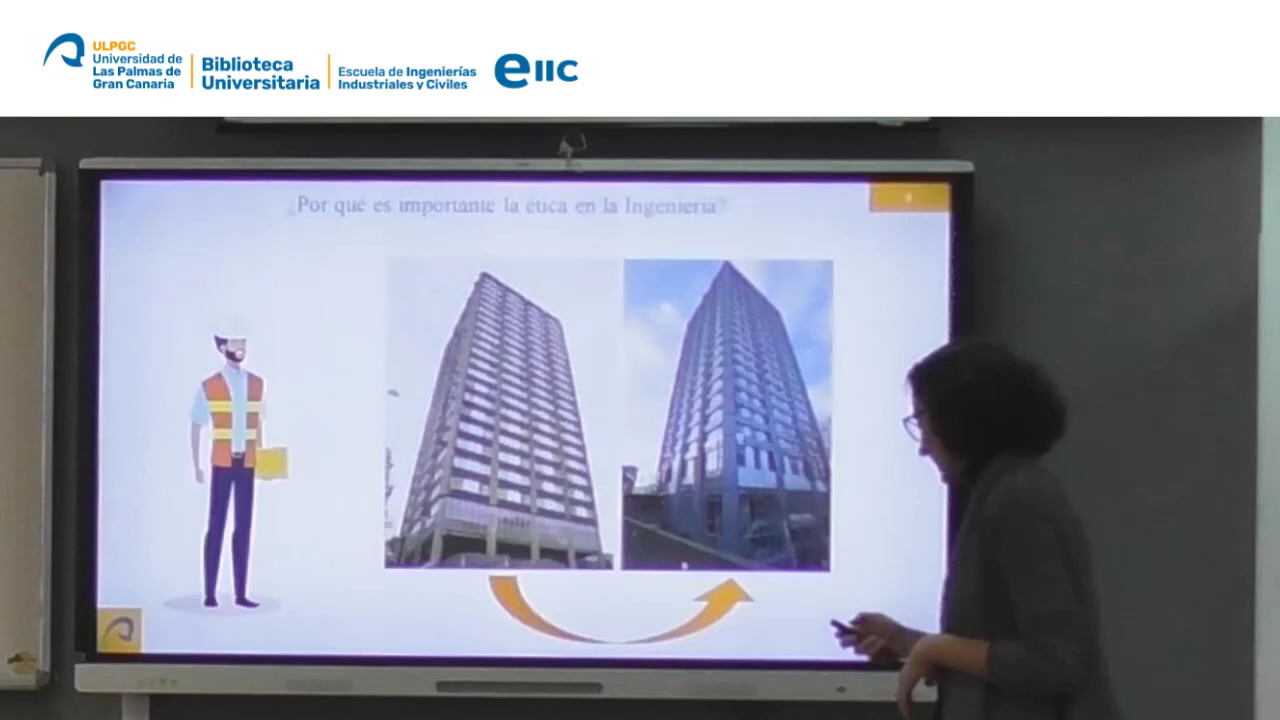 ULPGC
Universidad de
Las Palmas de
Gran Canaria
Biblioteca
Universitaria
Escuela de Ingenierías
Industriales y Civiles
eiic
¿Por qué es importante la ética en la Ingeniería?